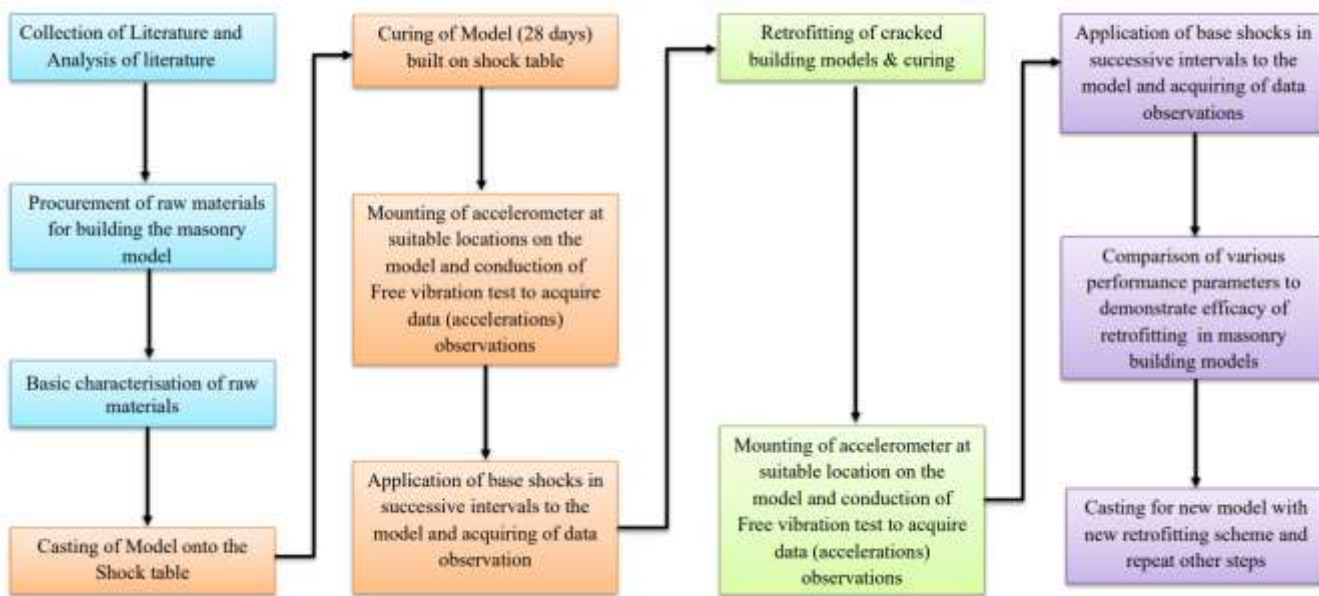 Collection of Literature and
Analysis of literature
Procurement of raw materials
for building the masonry
model
Basic characterisation of raw
materials
Casting of Model onto the
Shock table
Curing of Model (28 days)
built on shock table
Mounting of accelerometer at
suitable locations on the
model and conduction of
Free vibration test to acquire
data (accelerations)
observations
Application of base shocks in
successive intervals to the
model and acquiring of data
observation
Retrofitting of cracked
building models & curing
Mounting of accelerometer at
suitable location on the
model and conduction of
Free vibration test to acquire
data (accelerations)
observations
Application of base shocks in
successive intervals to the
model and acquiring of data
observations
Comparison of various
performance parameters to
demonstrate efficacy of
retrofitting in masonry
building models
Casting for new model with
new retrofitting scheme and
repeat other steps